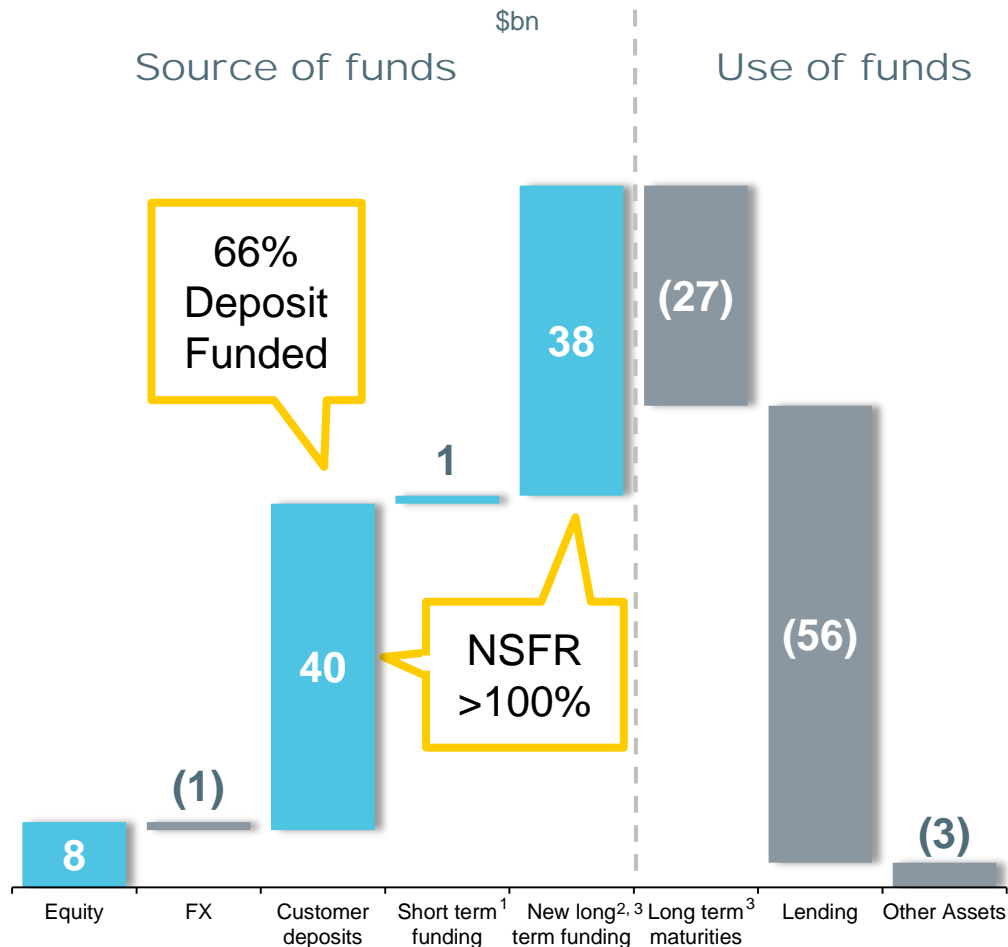 $bn
Source of funds
Use of funds
66%
Deposit
Funded
(27)
38
1
(56)
40
NSFR
>100%
(1)
8
(3)
Equity
FX
Customer
deposits
Short term¹
funding
New long²,³
term funding
Long term³
maturities
Lending
Other Assets